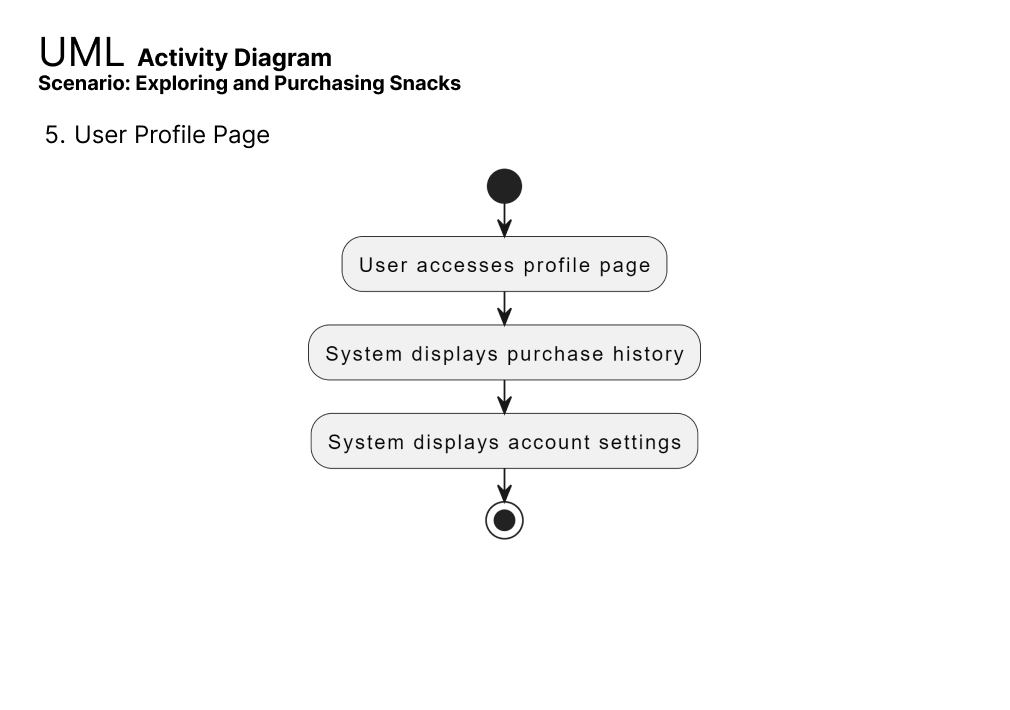 UML Activity Diagram
Scenario: Exploring and Purchasing Snacks
5. User Profile Page
User accesses profile page
System displays purchase history
System displays account settings